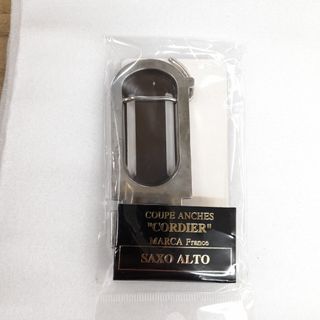 COUPE ANCHES
"CORDIER"
MARCA France
SAXO ALTO